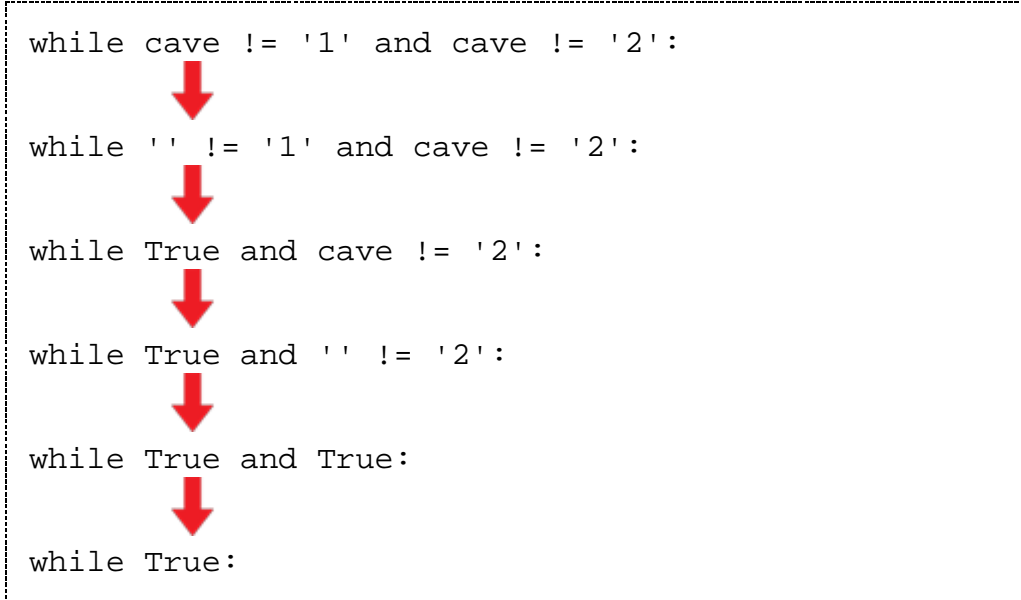 while cave != '1' and cave != '2':
while '' != '1' and cave != '2':
while True and cave != '2':
while True and '' != '2':
while True and True:
while True: